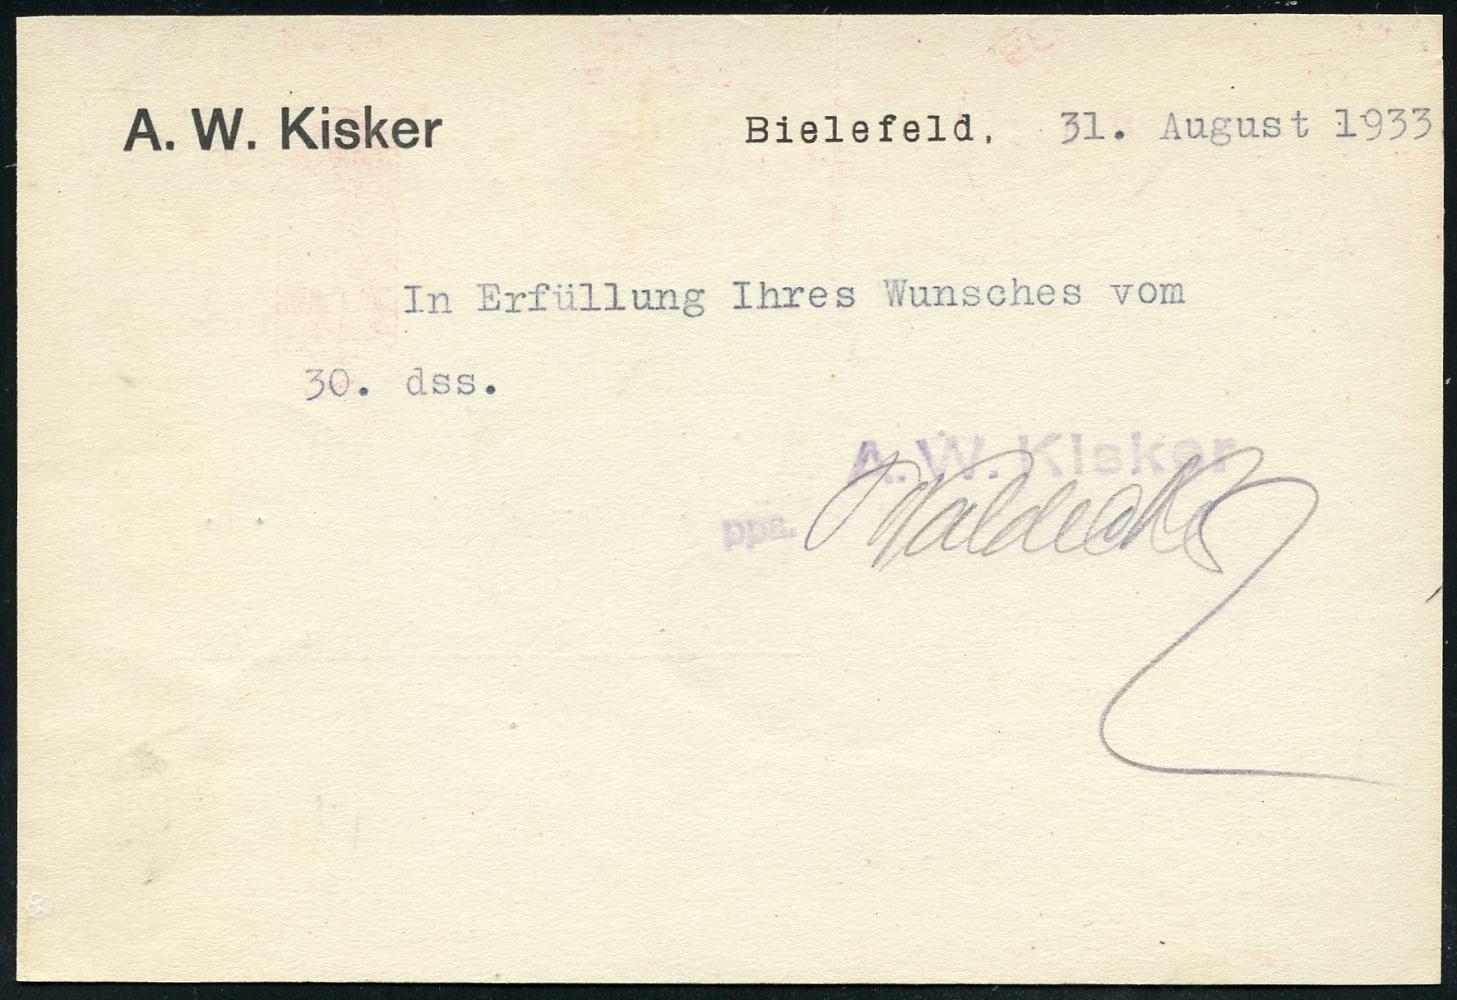 A. W. Kisker
Bielefeld, 31. August 1933.
In Erfüllung Ihres Wunsches vom
30. dss.
A. W. Kisker
ppa.